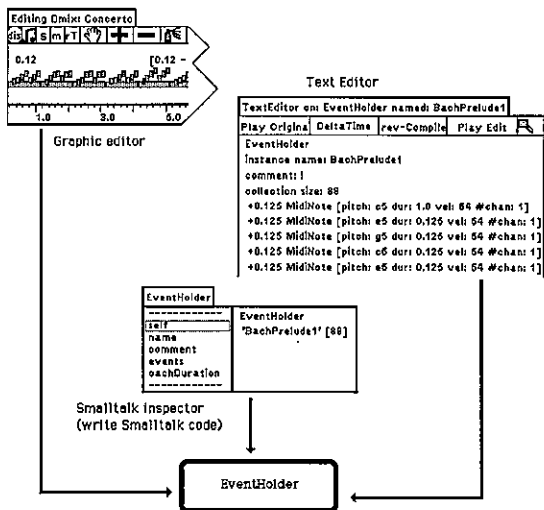 Editing Dmix: Concerto
dis s m rT
0.12 [0.12 -
1.0 3.0 5.0
Graphic editor
Text Editor
TextEditor on: EventHolder named: BachPrelude1
Play Origina DeltaTime rev-Compile Play Edit
EventHolder
instance name: BachPrelude1
comment: !
collection size: 88
+0.125 MidiNote [pitch: c5 dur: 1.0 vel: 64 #chan: 1]
+0.125 MidiNote [pitch: e5 dur: 0.125 vel: 64 #chan: 1]
+0.125 MidiNote [pitch: g5 dur: 0.125 vel: 64 #chan: 1]
+0.125 MidiNote [pitch: c6 dur: 0.125 vel: 64 #chan: 1]
+0.125 MidiNote [pitch: e5 dur: 0.125 vel: 64 #chan: 1]
EventHolder
self
name
comment
events
eachDuration
EventHolder
"BachPrelude1" [88]
Smalltalk inspector
(write Smalltalk code)
EventHolder